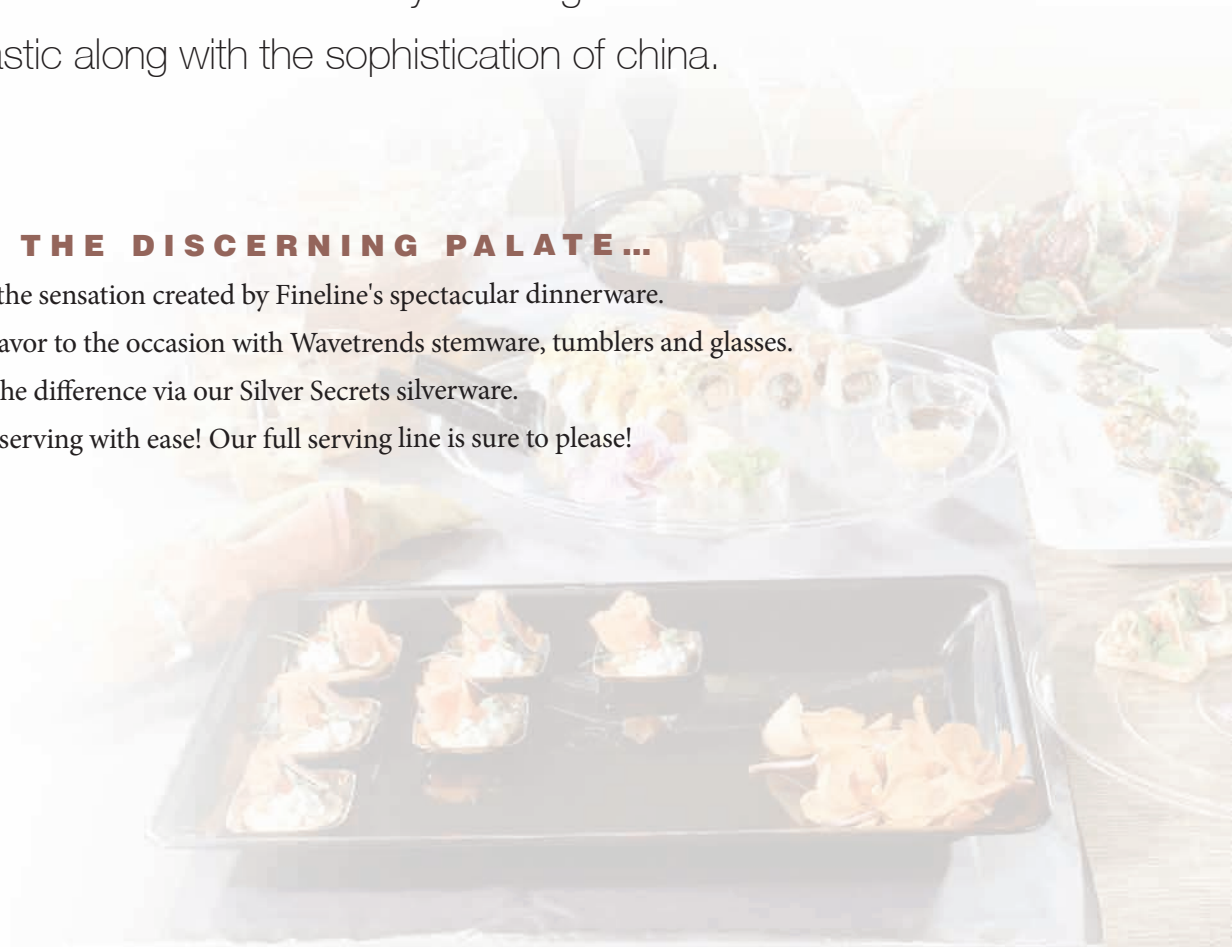 astic along with the sophistication of china.
THE DISCERNING PALATE...
the sensation created by Fineline's spectacular dinnerware.
avor to the occasion with Wavetrends stemware, tumblers and glasses.
he difference via our Silver Secrets silverware.
serving with ease! Our full serving line is sure to please!